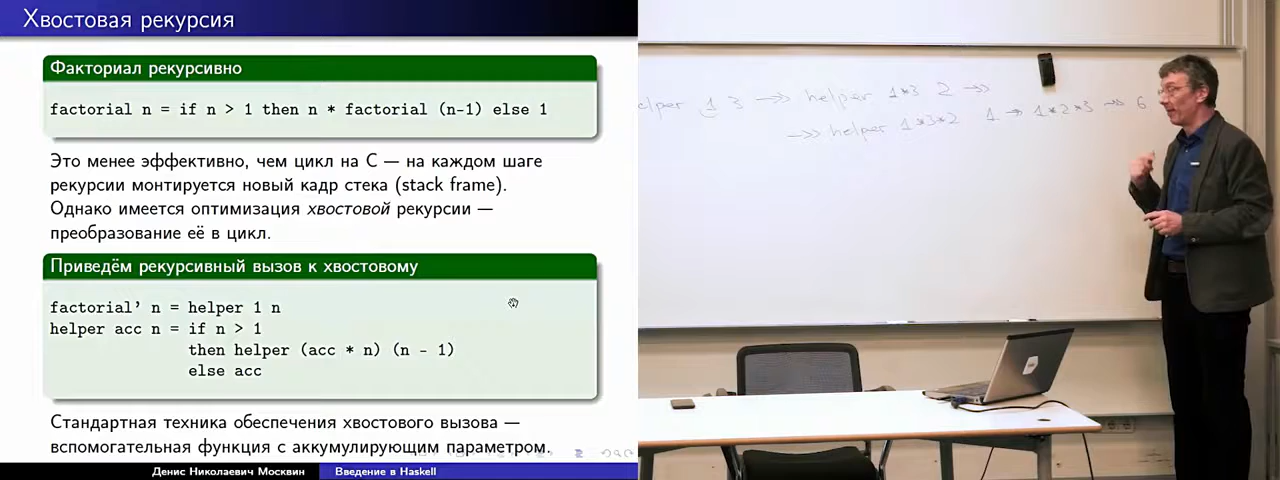 Хвостовая рекурсия
Факториал рекурсивно
factorial n = if n > 1 then n * factorial (n-1) else 1
Это менее эффективно, чем цикл на C — на каждом шаге
рекурсии монтируется новый кадр стека (stack frame).
Однако имеется оптимизация хвостовой рекурсии —
преобразование её в цикл.
Приведём рекурсивный вызов к хвостовому
factorial' n = helper 1 n
helper acc n = if n > 1
then helper (acc * n) (n - 1)
else acc
Стандартная техника обеспечения хвостового вызова —
вспомогательная функция с аккумулирующим параметром.
Денис Николаевич Москвин
Введение в Haskell
elper 1 3 ->> helper 1*3 2 ->>
->> helper 1*3*2 1 -> 1*2*3 ->> 6